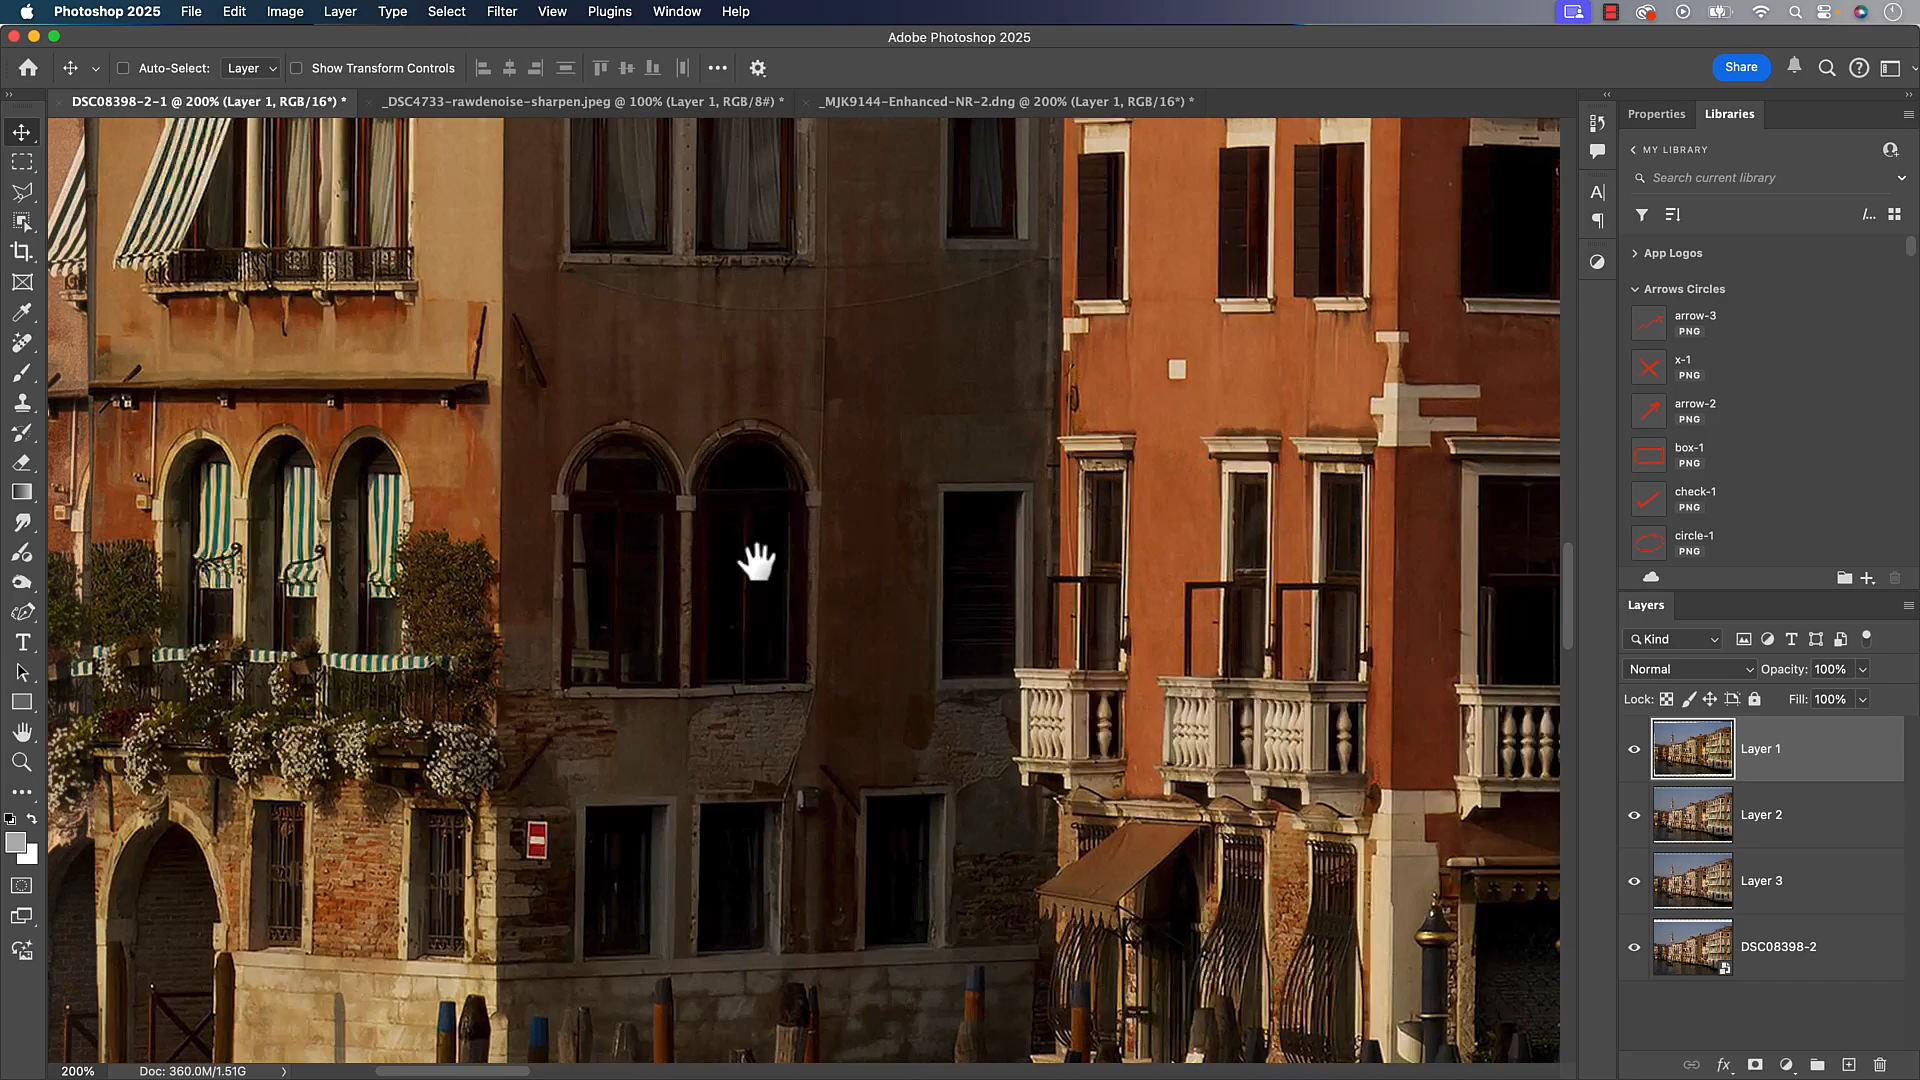 Photoshop 2025 File Edit Image Layer Type Select Filter View Plugins Window Help
Adobe Photoshop 2025
Auto-Select: Layer Show Transform Controls Share
DSC08398-2-1 @ 200% (Layer 1, RGB/16*) * _DSC4733-rawdenoise-sharpen.jpeg @ 100% (Layer 1, RGB/8#) * _MJK9144-Enhanced-NR-2.dng @ 200% (Layer 1, RGB/16*) *
Properties Libraries
MY LIBRARY
Search current library
App Logos
Arrows Circles
arrow-3
PNG
x-1
PNG
arrow-2
PNG
box-1
PNG
check-1
PNG
circle-1
PNG
Layers
Kind
Normal Opacity: 100%
Lock: Fill: 100%
Layer 1
Layer 2
Layer 3
DSC08398-2
200% Doc: 360.0M/1.51G